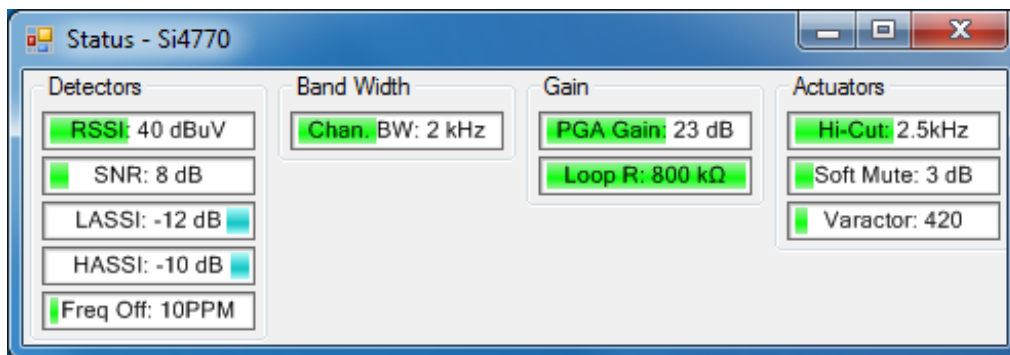 Status - Si4770
Detectors
RSSI: 40 dBuV
SNR: 8 dB
LASSI: -12 dB
HASSI: -10 dB
Freq Off: 10PPM
Band Width
Chan. BW: 2 kHz
Gain
PGA Gain: 23 dB
Loop R: 800 kΩ
Actuators
Hi-Cut: 2.5kHz
Soft Mute: 3 dB
Varactor: 420